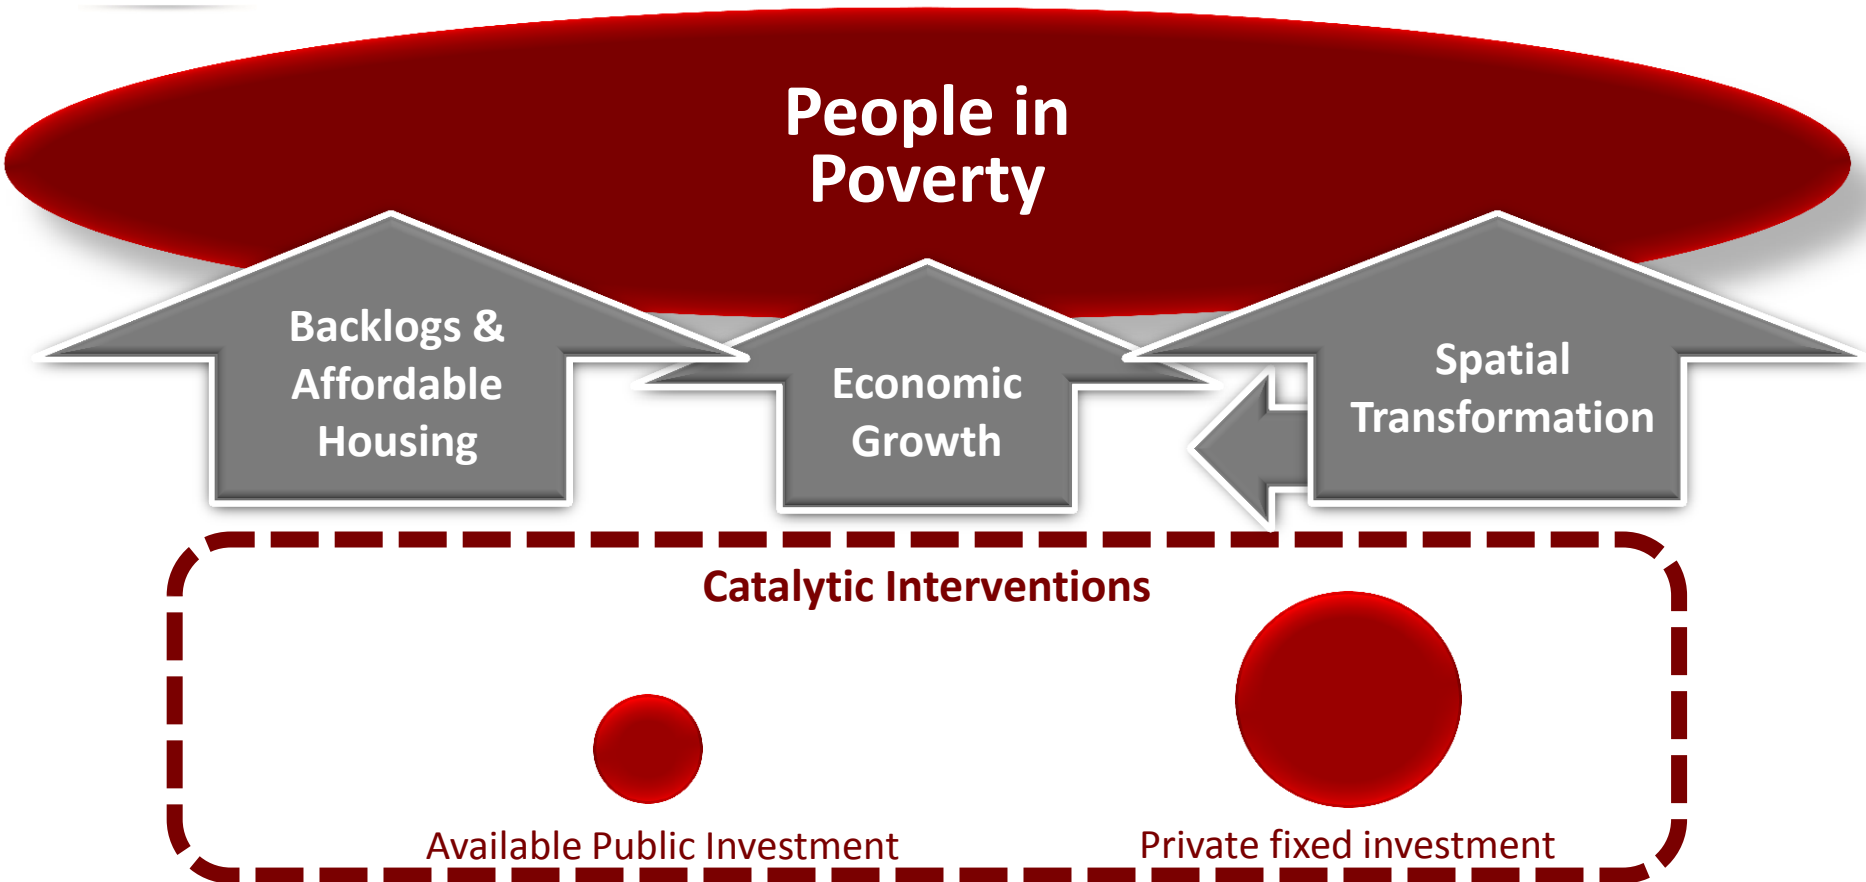 People in
Poverty
Backlogs &
Affordable
Housing
Economic
Growth
Spatial
Transformation
Catalytic Interventions
Available Public Investment
Private fixed investment